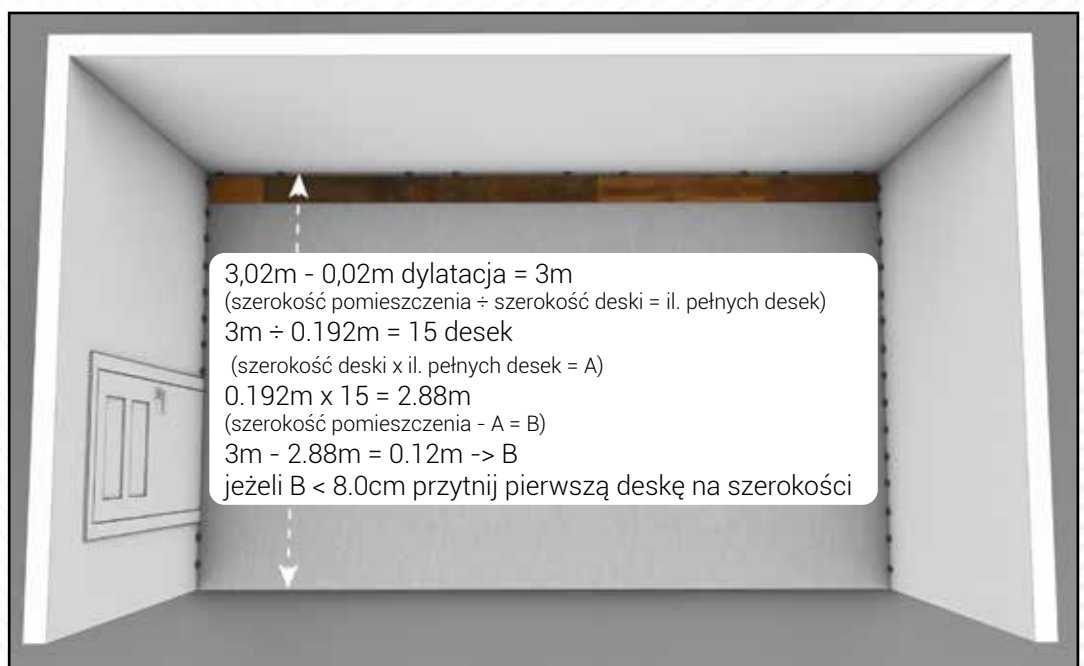 3,02m - 0,02m dylatacja = 3m
(szerokość pomieszczenia ÷ szerokość deski = il. pełnych desek)
3m ÷ 0.192m = 15 desek
(szerokość deski x il. pełnych desek = A)
0.192m x 15 = 2.88m
(szerokość pomieszczenia - A = B)
3m - 2.88m = 0.12m -> B
jeżeli B < 8.0cm przytnij pierwszą deskę na szerokości